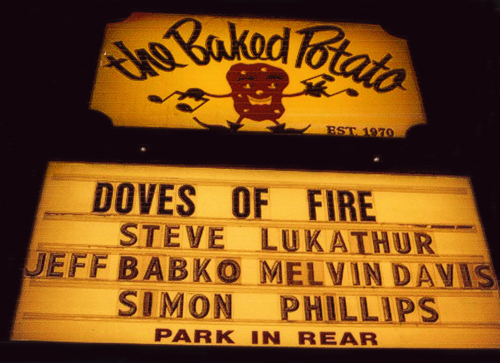 the Baked Potato
EST. 1970
DOVES OF FIRE
STEVE LUKATHUR
JEFF BABKO MELVIN DAVIS
SIMON PHILLIPS
PARK IN REAR